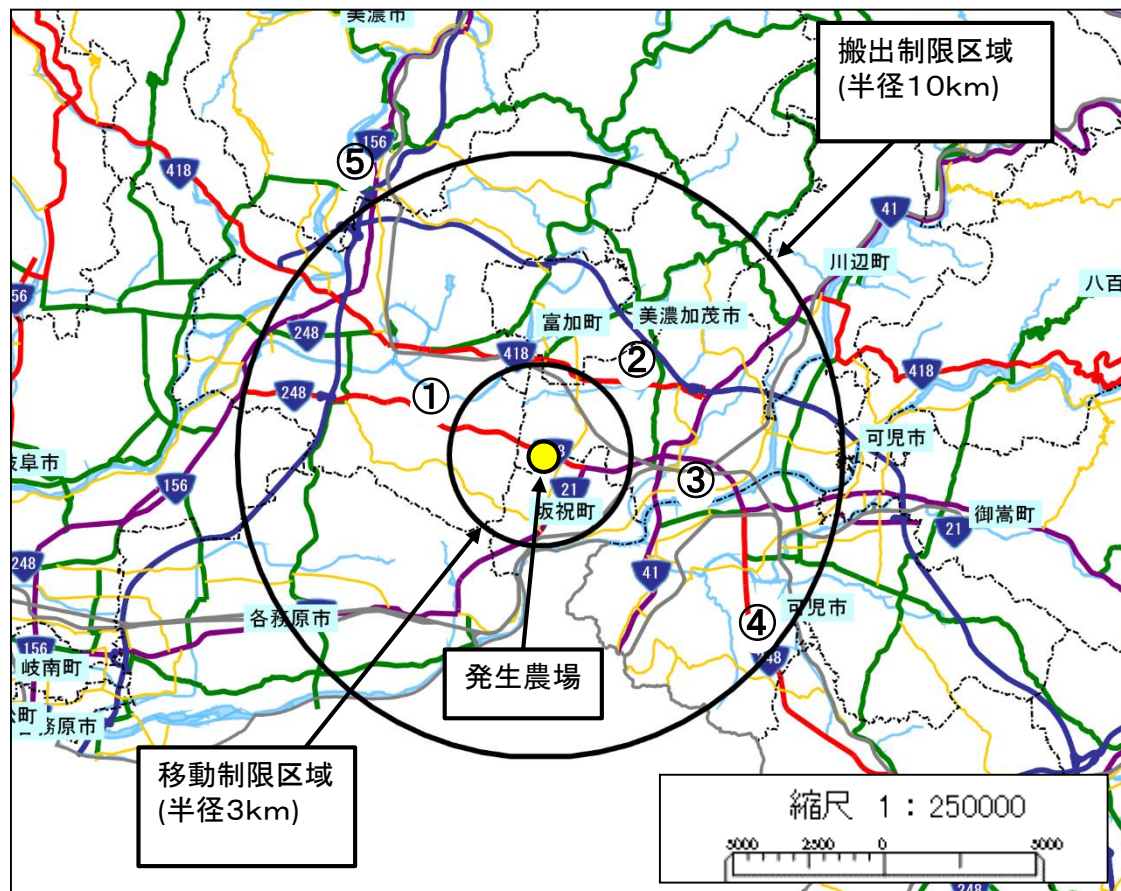 美濃市
搬出制限区域
(半径10km)
156
⑤
418
41
川辺町
八百
56
248
富加町
美濃加茂市
418
②
418
248
①
可児市
岐阜市
156
③
21
坂祝町
御嵩町
21
248
41
各務原市
④
可児市
156
岐南町
発生農場
248
各務原市
移動制限区域
(半径3km)
縮尺 1：250000
5000 2500 0 5000
248